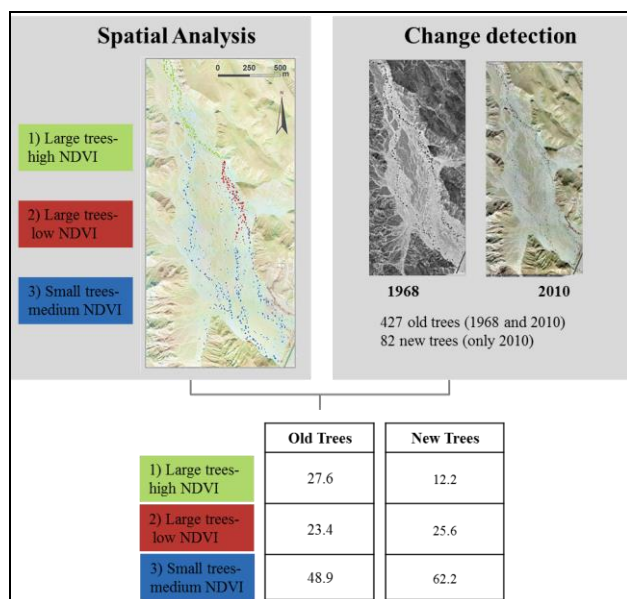 Spatial Analysis
0 250 500
m
1) Large trees-
high NDVI
2) Large trees-
low NDVI
3) Small trees-
medium NDVI
Change detection
1968 2010
427 old trees (1968 and 2010)
82 new trees (only 2010)
Old Trees New Trees
1) Large trees-
high NDVI
27.6 12.2
2) Large trees-
low NDVI
23.4 25.6
3) Small trees-
medium NDVI
48.9 62.2